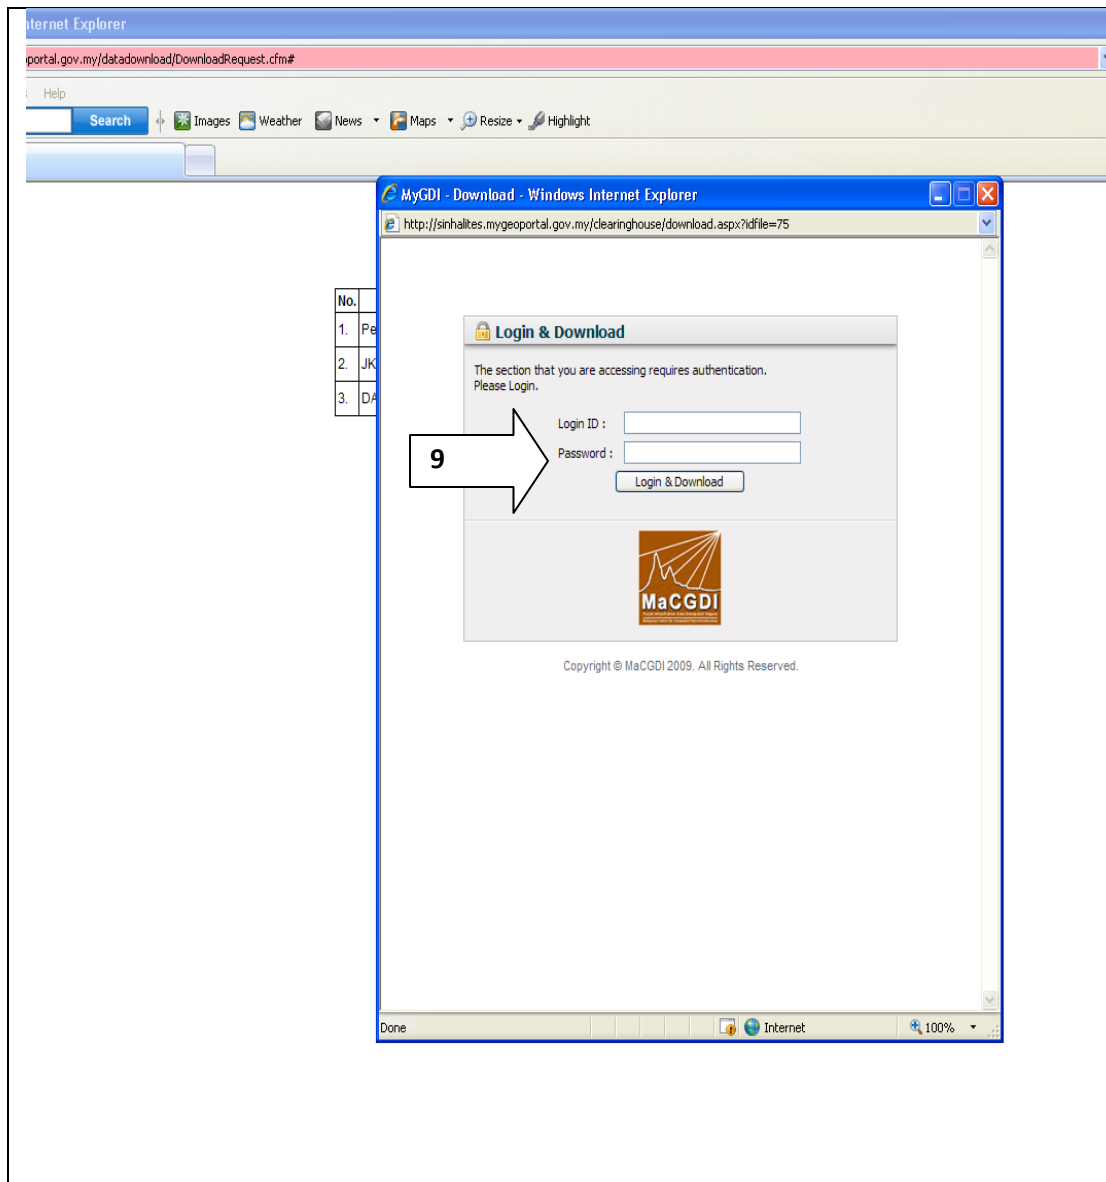 nternet Explorer
oportal.gov.my/datadownload/DownloadRequest.cfm#
Help
Search Images Weather News Maps Resize Highlight
MyGDI - Download - Windows Internet Explorer
http://sinhalites.mygeoportal.gov.my/clearinghouse/download.aspx?idfile=75
No.
1. Pe
2. JK
3. DA
Login & Download
The section that you are accessing requires authentication.
Please Login.
Login ID :
9
Password :
Login & Download
MaCGDI
Copyright © MaCGDI 2009. All Rights Reserved.
Done Internet 100%